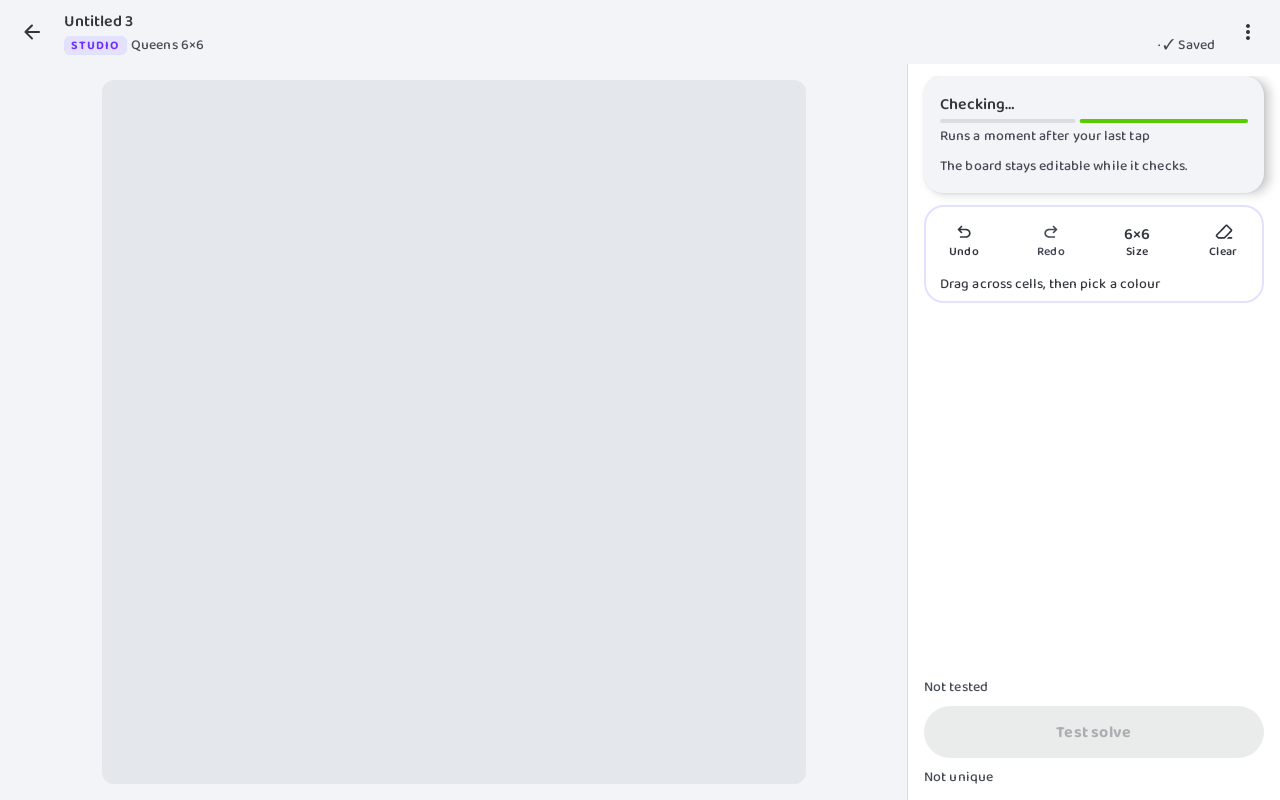 Untitled 3
STUDIO Queens 6×6
· ✓ Saved
Checking...
Runs a moment after your last tap
The board stays editable while it checks.
Undo
Redo
6×6
Size
Clear
Drag across cells, then pick a colour
Not tested
Test solve
Not unique